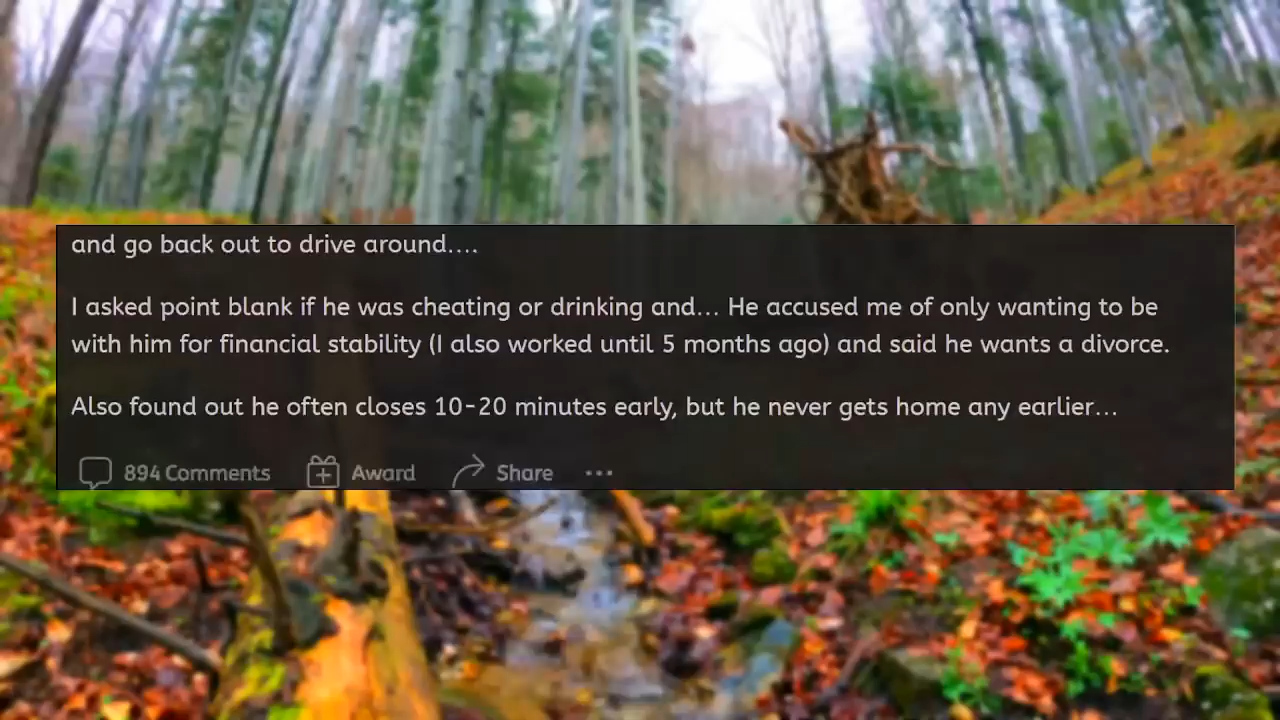 and go back out to drive around....
I asked point blank if he was cheating or drinking and... He accused me of only wanting to be
with him for financial stability (I also worked until 5 months ago) and said he wants a divorce.
Also found out he often closes 10-20 minutes early, but he never gets home any earlier...
894 Comments Award Share ...